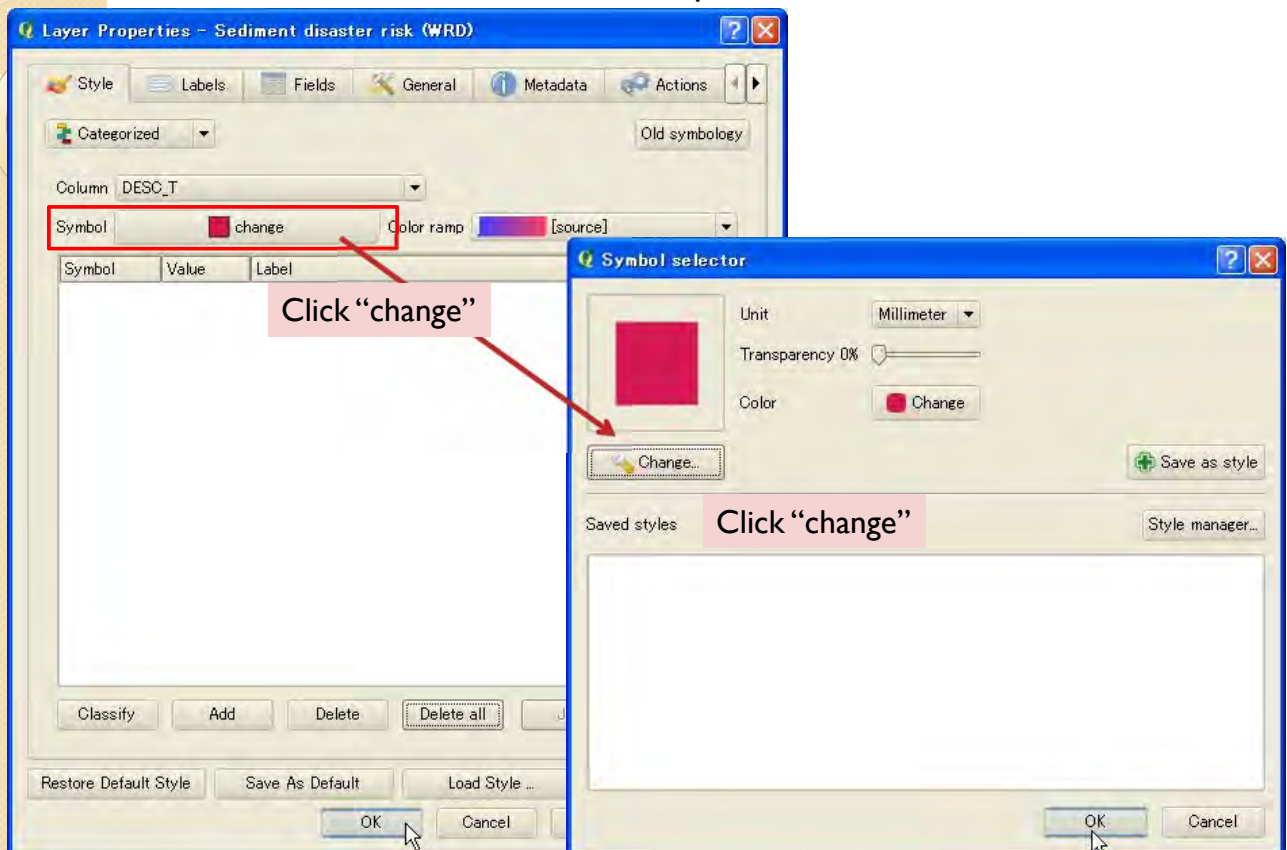 Layer Properties - Sediment disaster risk (WRD)
Style Labels Fields General Metadata Actions
Categorized Old symbology
Column DESC_T
Symbol change Color ramp [source]
Symbol Value Label
Click “change”
Classify Add Delete Delete all
Restore Default Style Save As Default Load Style ...
OK Cancel
Symbol selector
Unit Millimeter
Transparency 0%
Color Change
Change... Save as style
Saved styles Click “change” Style manager...
OK Cancel